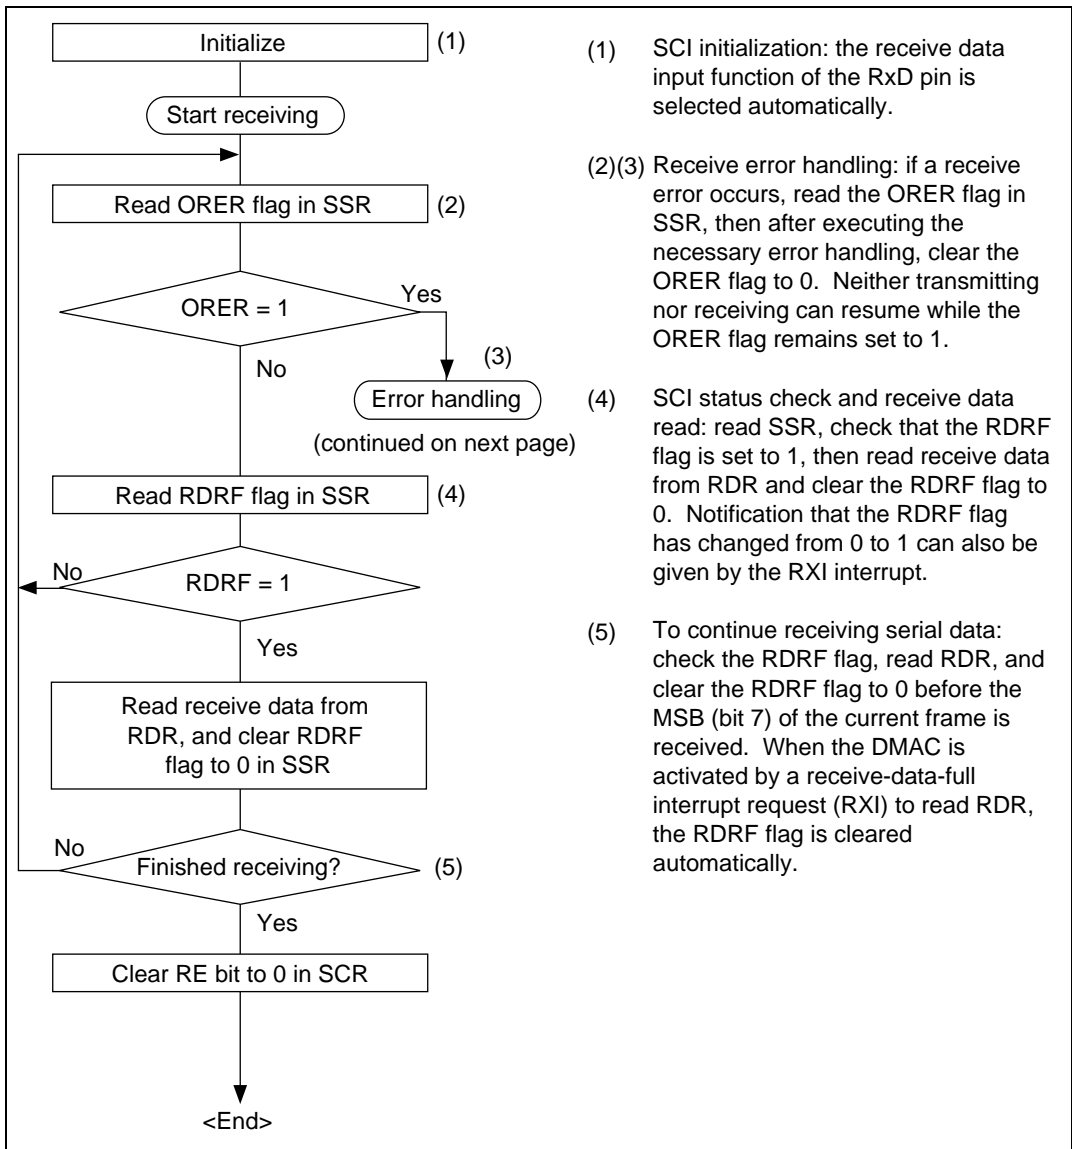 Initialize
(1)
Start receiving
Read ORER flag in SSR
(2)
ORER = 1
Yes
No
(3)
Error handling
(continued on next page)
Read RDRF flag in SSR
(4)
No
RDRF = 1
Yes
Read receive data from
RDR, and clear RDRF
flag to 0 in SSR
No
Finished receiving?
(5)
Yes
Clear RE bit to 0 in SCR
<End>
(1) SCI initialization: the receive data
input function of the RxD pin is
selected automatically.
(2)(3) Receive error handling: if a receive
error occurs, read the ORER flag in
SSR, then after executing the
necessary error handling, clear the
ORER flag to 0. Neither transmitting
nor receiving can resume while the
ORER flag remains set to 1.
(4) SCI status check and receive data
read: read SSR, check that the RDRF
flag is set to 1, then read receive data
from RDR and clear the RDRF flag to
0. Notification that the RDRF flag
has changed from 0 to 1 can also be
given by the RXI interrupt.
(5) To continue receiving serial data:
check the RDRF flag, read RDR, and
clear the RDRF flag to 0 before the
MSB (bit 7) of the current frame is
received. When the DMAC is
activated by a receive-data-full
interrupt request (RXI) to read RDR,
the RDRF flag is cleared
automatically.